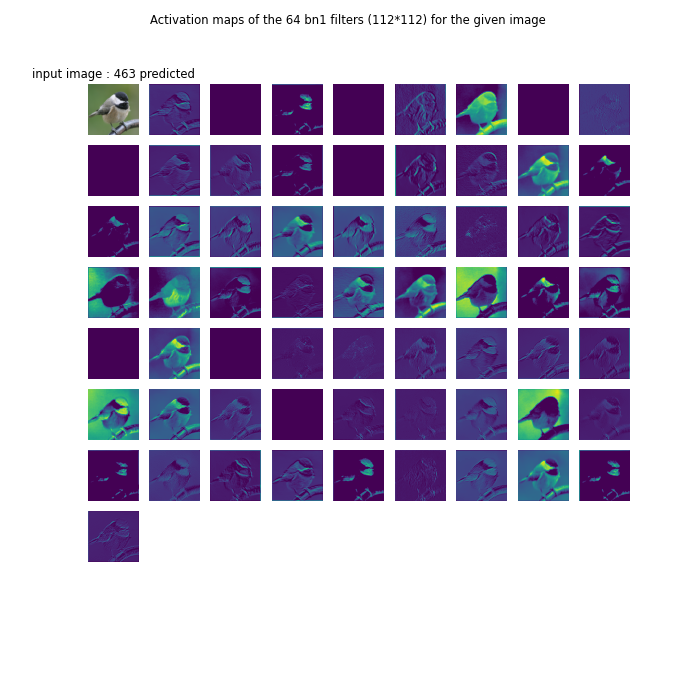 Activation maps of the 64 bn1 filters (112*112) for the given image
input image : 463 predicted